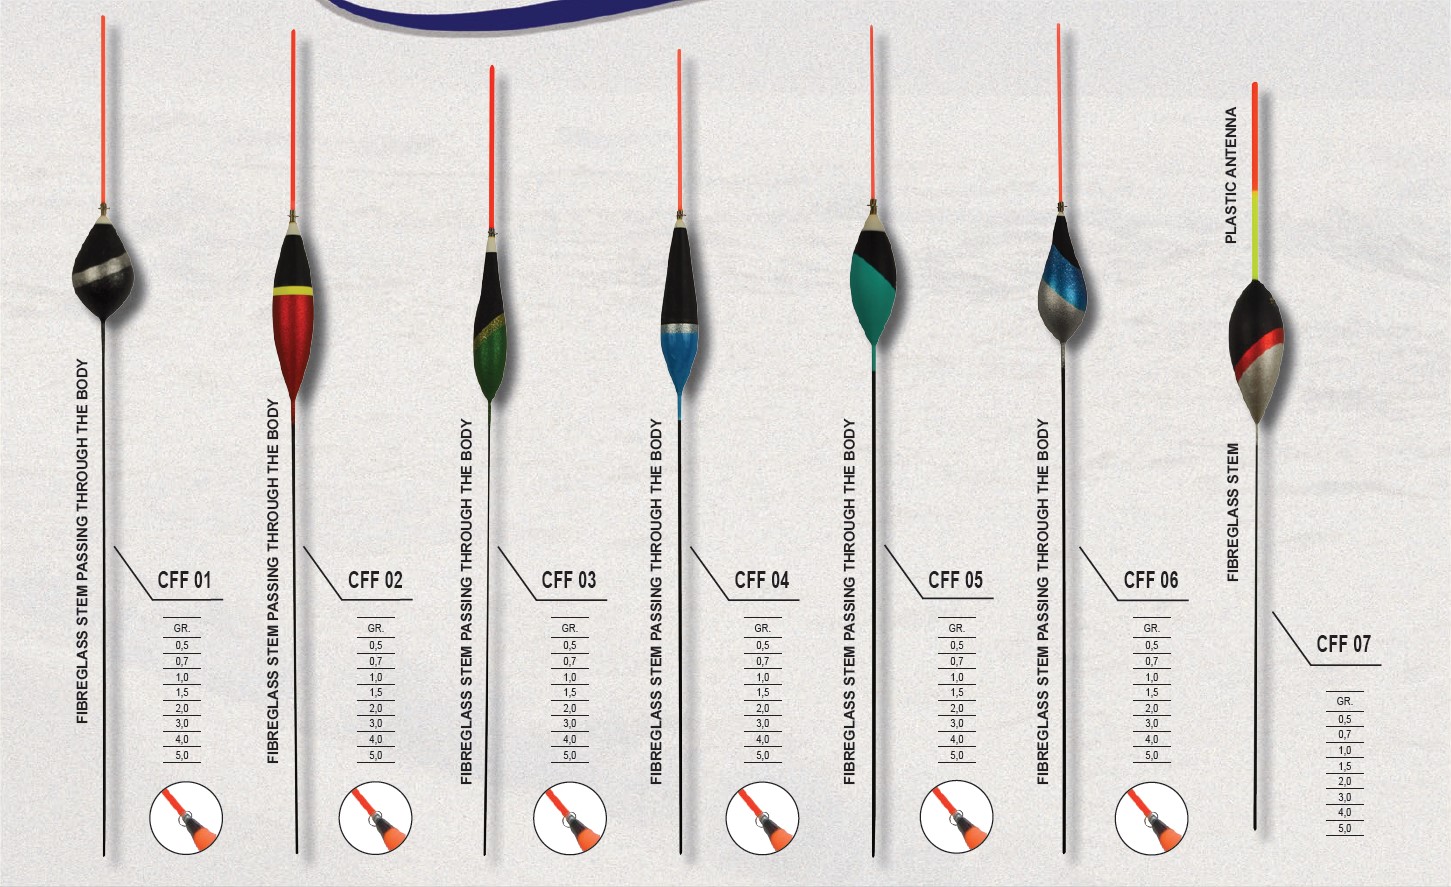 FIBREGLASS STEM PASSING THROUGH THE BODY
CFF 01
GR.
0,5
0,7
1,0
1,5
2,0
3,0
4,0
5,0
FIBREGLASS STEM PASSING THROUGH THE BODY
CFF 02
GR.
0,5
0,7
1,0
1,5
2,0
3,0
4,0
5,0
FIBREGLASS STEM PASSING THROUGH THE BODY
CFF 03
GR.
0,5
0,7
1,0
1,5
2,0
3,0
4,0
5,0
FIBREGLASS STEM PASSING THROUGH THE BODY
CFF 04
GR.
0,5
0,7
1,0
1,5
2,0
3,0
4,0
5,0
FIBREGLASS STEM PASSING THROUGH THE BODY
CFF 05
GR.
0,5
0,7
1,0
1,5
2,0
3,0
4,0
5,0
FIBREGLASS STEM PASSING THROUGH THE BODY
CFF 06
GR.
0,5
0,7
1,0
1,5
2,0
3,0
4,0
5,0
PLASTIC ANTENNA
FIBREGLASS STEM
CFF 07
GR.
0,5
0,7
1,0
1,5
2,0
3,0
4,0
5,0